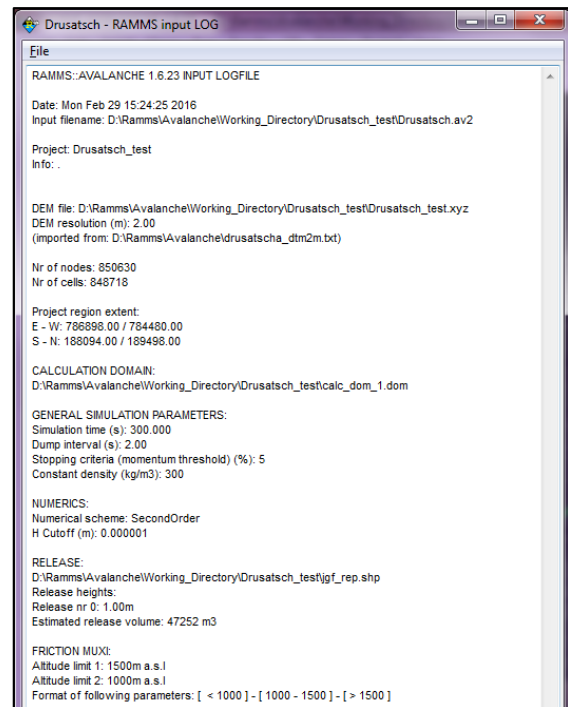 Drusatsch - RAMMS input LOG
File
RAMMS::AVALANCHE 1.6.23 INPUT LOGFILE
Date: Mon Feb 29 15:24:25 2016
Input filename: D:\Ramms\Avalanche\Working_Directory\Drusatsch_test\Drusatsch.av2
Project: Drusatsch_test
Info: .
DEM file: D:\Ramms\Avalanche\Working_Directory\Drusatsch_test\Drusatsch_test.xyz
DEM resolution (m): 2.00
(imported from: D:\Ramms\Avalanche\drusatscha_dtm2m.txt)
Nr of nodes: 850630
Nr of cells: 848718
Project region extent:
E - W: 786898.00 / 784480.00
S - N: 188094.00 / 189498.00
CALCULATION DOMAIN:
D:\Ramms\Avalanche\Working_Directory\Drusatsch_test\calc_dom_1.dom
GENERAL SIMULATION PARAMETERS:
Simulation time (s): 300.000
Dump interval (s): 2.00
Stopping criteria (momentum threshold) (%): 5
Constant density (kg/m3): 300
NUMERICS:
Numerical scheme: SecondOrder
H Cutoff (m): 0.000001
RELEASE:
D:\Ramms\Avalanche\Working_Directory\Drusatsch_test\jgf_rep.shp
Release heights:
Release nr 0: 1.00m
Estimated release volume: 47252 m3
FRICTION MUXI:
Altitude limit 1: 1500m a.s.l
Altitude limit 2: 1000m a.s.l
Format of following parameters: [ < 1000 ] - [ 1000 - 1500 ] - [ > 1500 ]